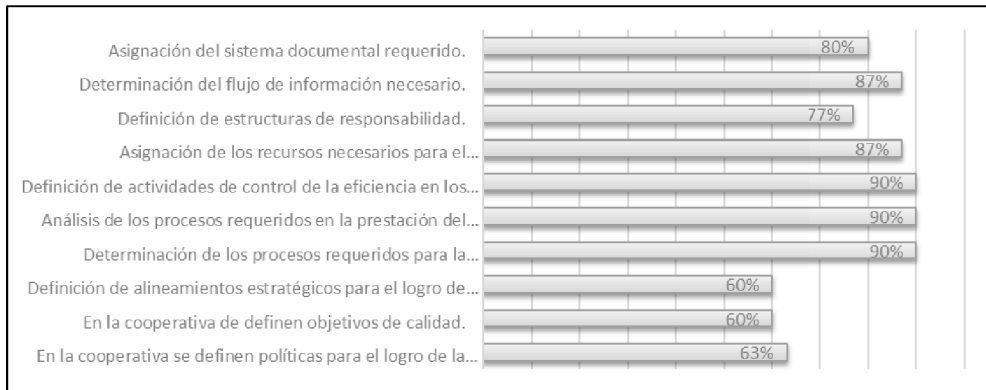 Asignación del sistema documental requerido.
80%
Determinación del flujo de información necesario.
87%
Definición de estructuras de responsabilidad.
77%
Asignación de los recursos necesarios para el...
87%
Definición de actividades de control de la eficiencia en los...
90%
Análisis de los procesos requeridos en la prestación del...
90%
Determinación de los procesos requeridos para la...
90%
Definición de alineamientos estratégicos para el logro de...
60%
En la cooperativa de definen objetivos de calidad.
60%
En la cooperativa se definen políticas para el logro de la...
63%